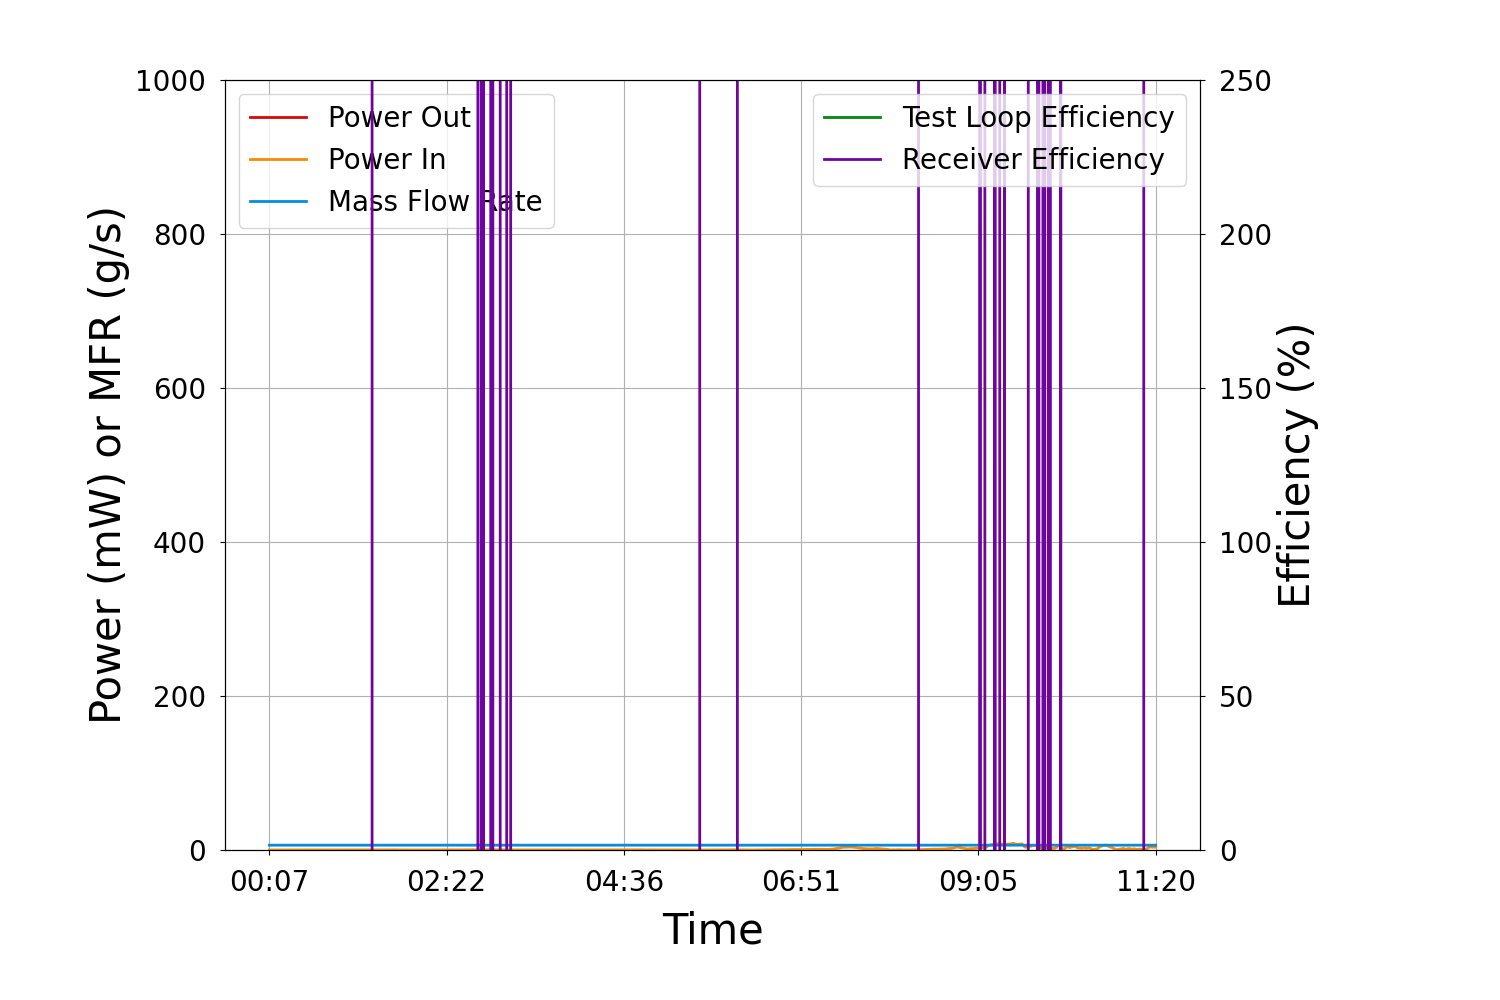 1000
800
600
400
200
0
Power (mW) or MFR (g/s)
Power Out
Power In
Mass Flow Rate
Test Loop Efficiency
Receiver Efficiency
250
200
150
100
50
0
Efficiency (%)
00:07 02:22 04:36 06:51 09:05 11:20
Time